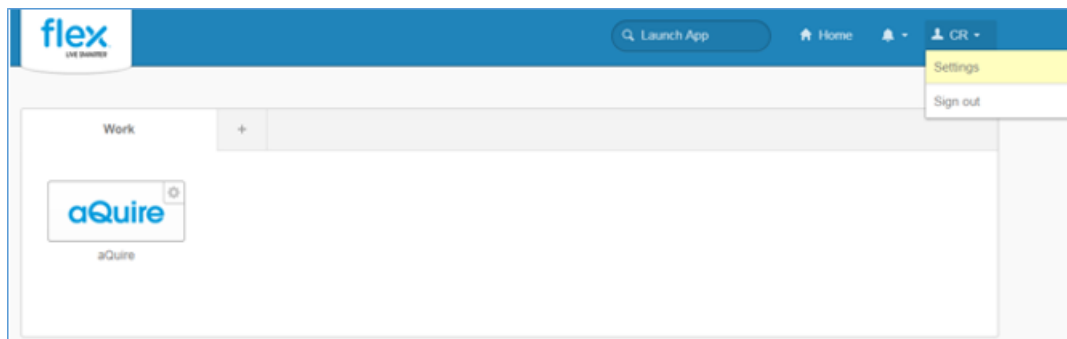 flex
LIVE SMARTER
Launch App
Home
CR
Settings
Sign out
Work
+
aQuire
aQuire